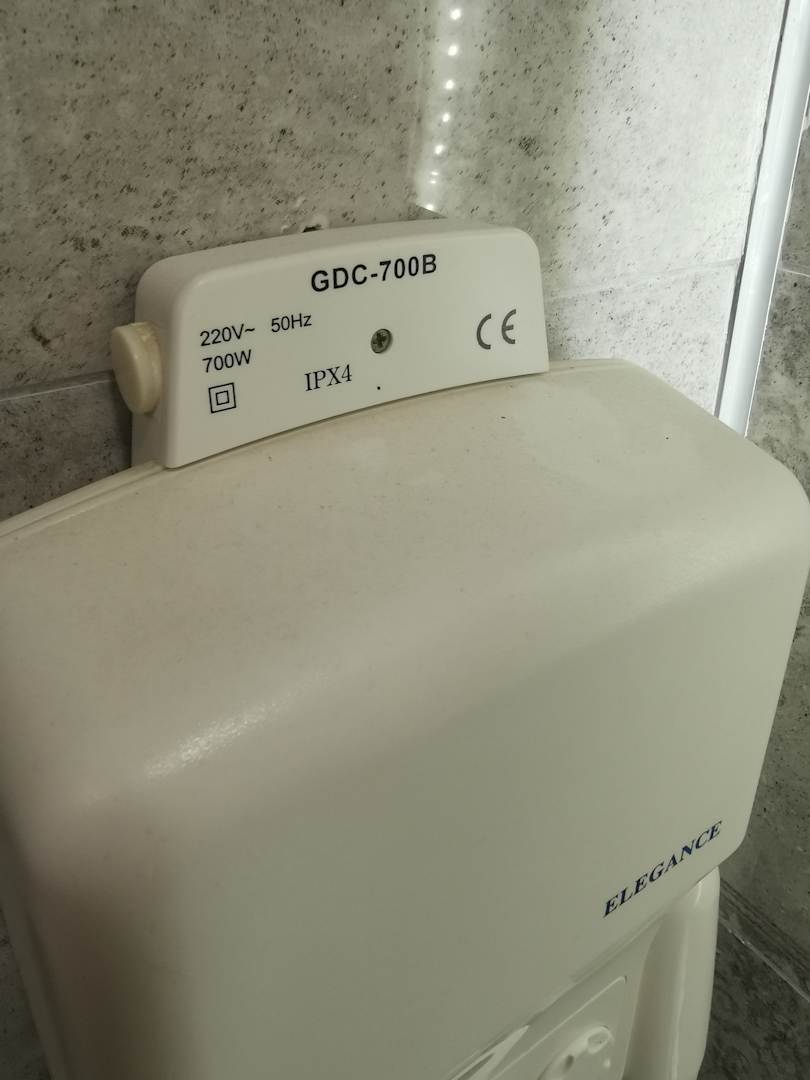 GDC-700B
220V~ 50Hz
700W
IPX4
CE
ELEGANCE